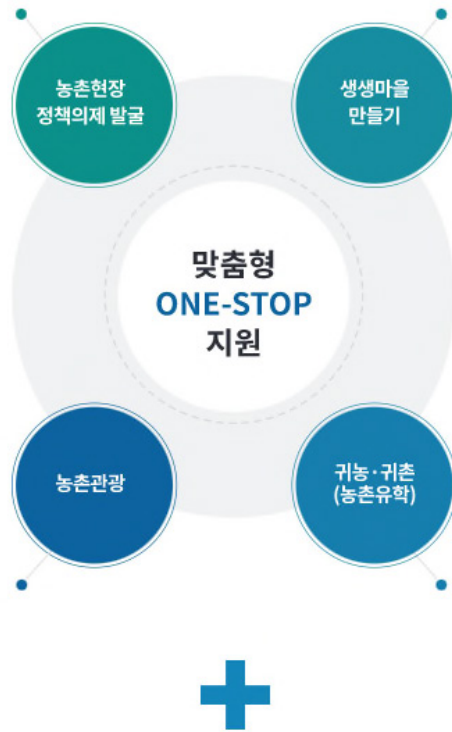 농촌현장
정책의제 발굴
생생마을
만들기
맞춤형
ONE-STOP
지원
농촌관광
귀농·귀촌
(농촌유학)